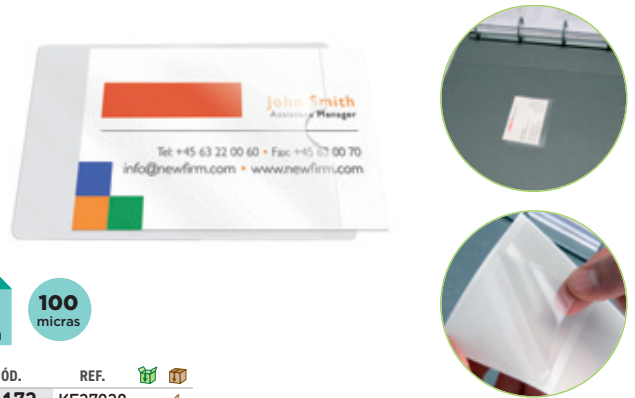 John Smith
Assistant Manager
Tel: +45 63 22 00 60 • Fax: +45 63 00 70
info@newfirm.com • www.newfirm.com
100
micras
REF.